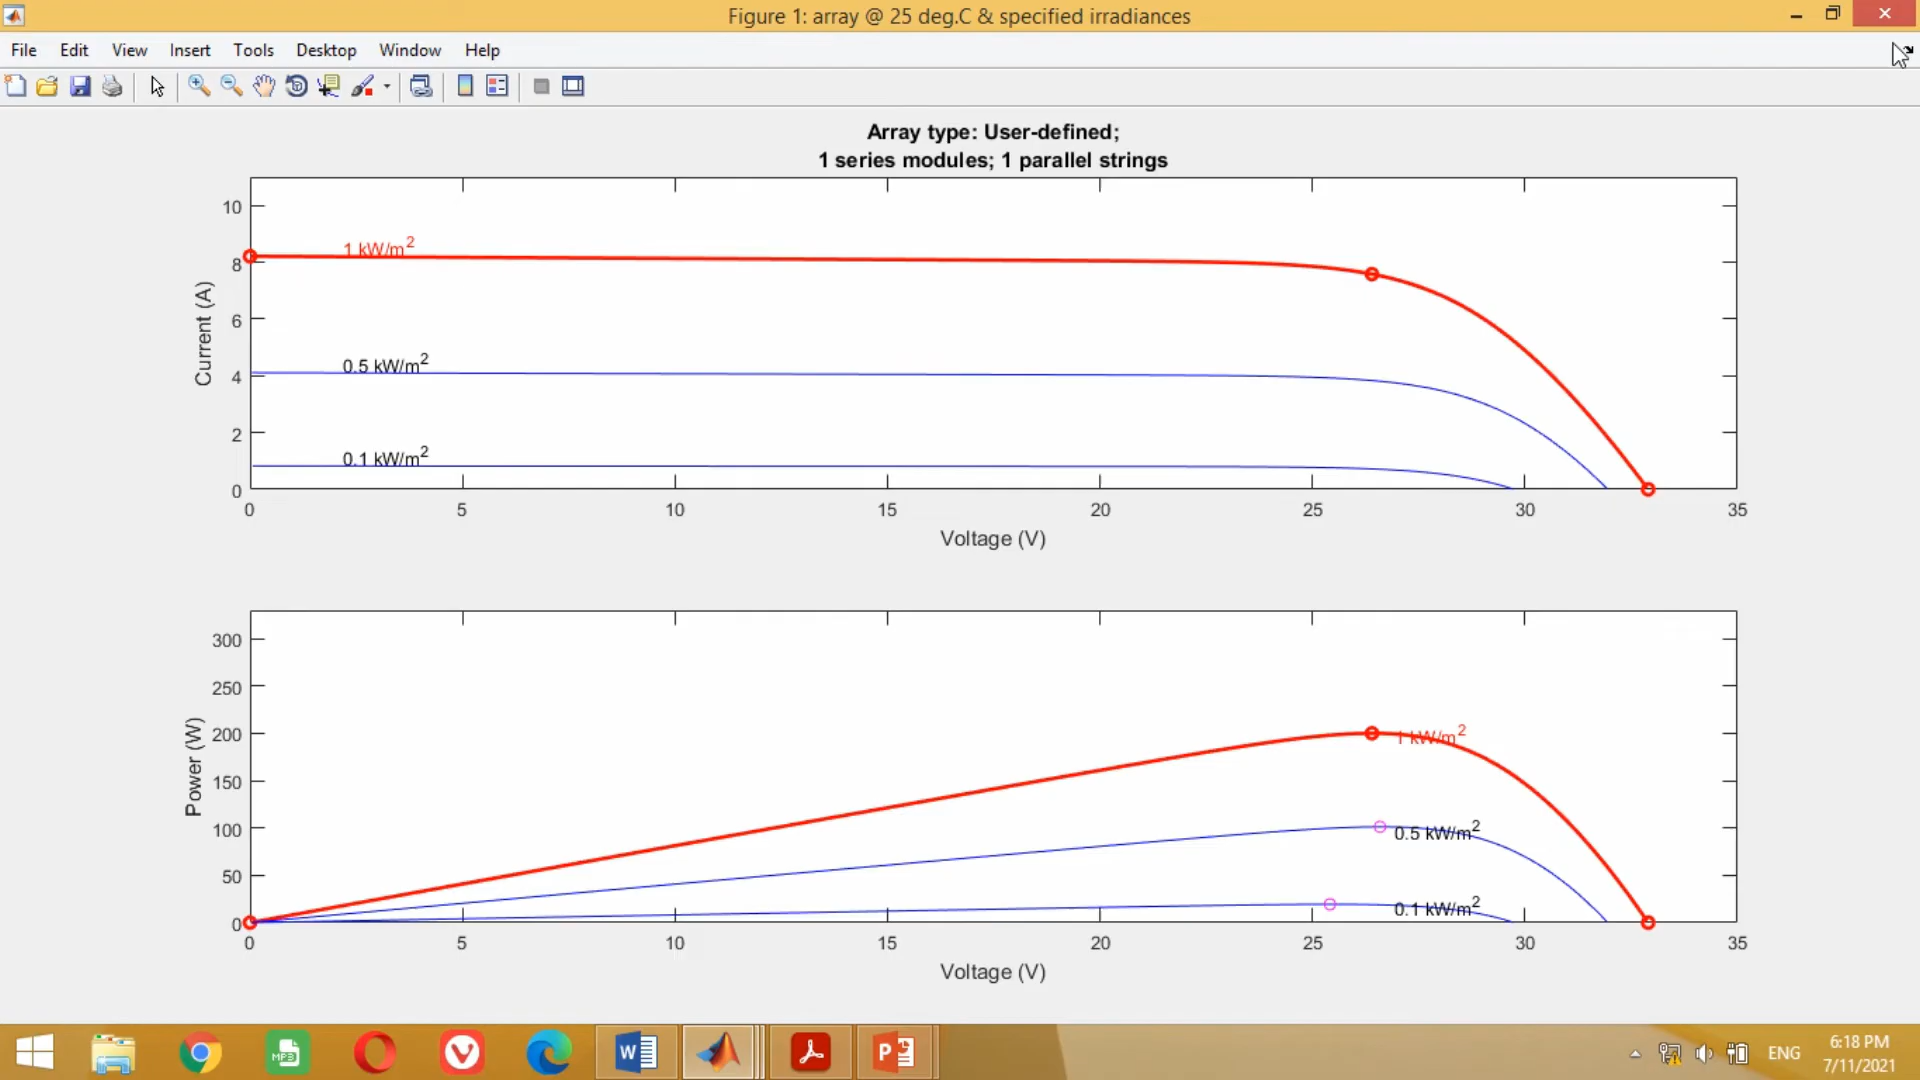 Figure 1: array @ 25 deg.C & specified irradiances
File Edit View Insert Tools Desktop Window Help
Array type: User-defined;
1 series modules; 1 parallel strings
10
8
6
4
2
0
Current (A)
1 kW/m²
0.5 kW/m²
0.1 kW/m²
0 5 10 15 20 25 30 35
Voltage (V)
300
250
200
150
100
50
0
Power (W)
1 kW/m²
0.5 kW/m²
0.1 kW/m²
0 5 10 15 20 25 30 35
Voltage (V)
MP3
W
P
ENG
6:18 PM
7/11/2021